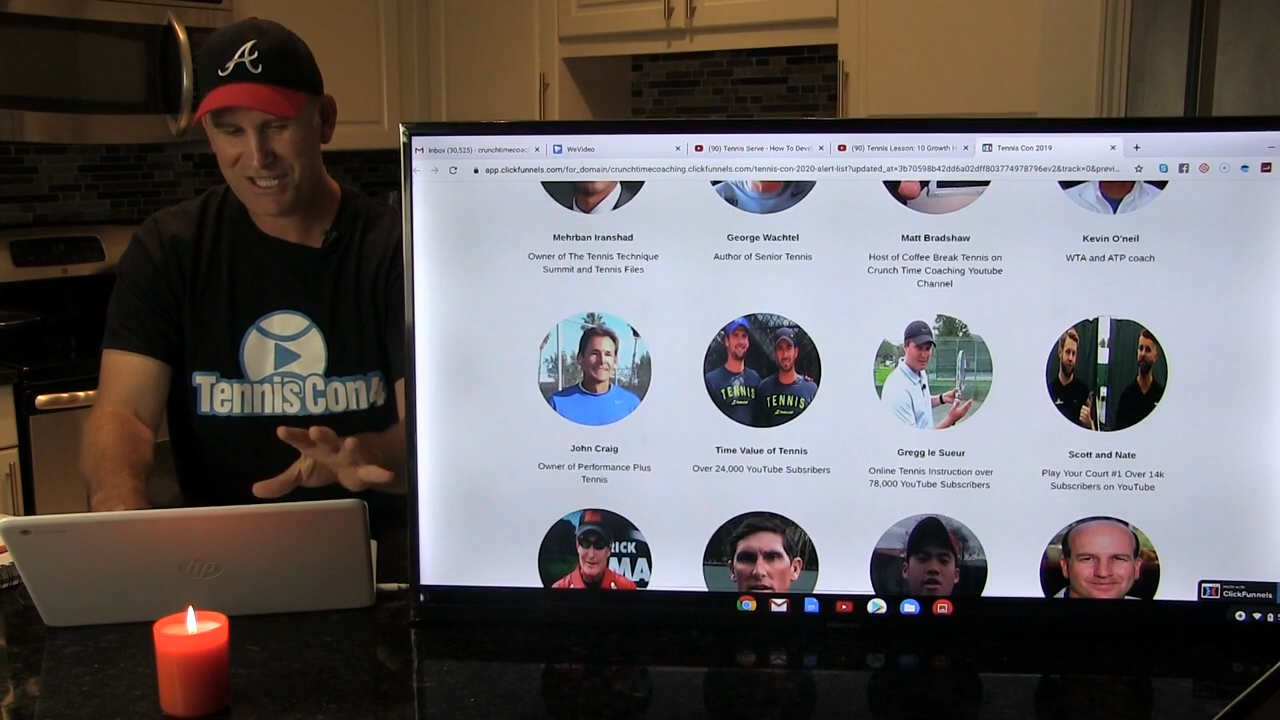 A
TennisCon4
hp
Inbox (30,525) - crunchtimecoac
WeVideo
(90) Tennis Serve - How To Devel
(90) Tennis Lesson: 10 Growth H
Tennis Con 2019
app.clickfunnels.com/for_domain/crunchtimecoaching.clickfunnels.com/tennis-con-2020-alert-list?updated_at=3b70598b42dd6a02dff803774978796ev2&track=0&previ...
Mehrban Iranshad
Owner of The Tennis Technique
Summit and Tennis Files
George Wachtel
Author of Senior Tennis
Matt Bradshaw
Host of Coffee Break Tennis on
Crunch Time Coaching Youtube
Channel
Kevin O'neil
WTA and ATP coach
TENNIS
TENNIS
John Craig
Owner of Performance Plus
Tennis
Time Value of Tennis
Over 24,000 YouTube Subsribers
Gregg le Sueur
Online Tennis Instruction over
78,000 YouTube Subscribers
Scott and Nate
Play Your Court #1 Over 14k
Subscribers on YouTube
RICK
MA
ClickFunnels